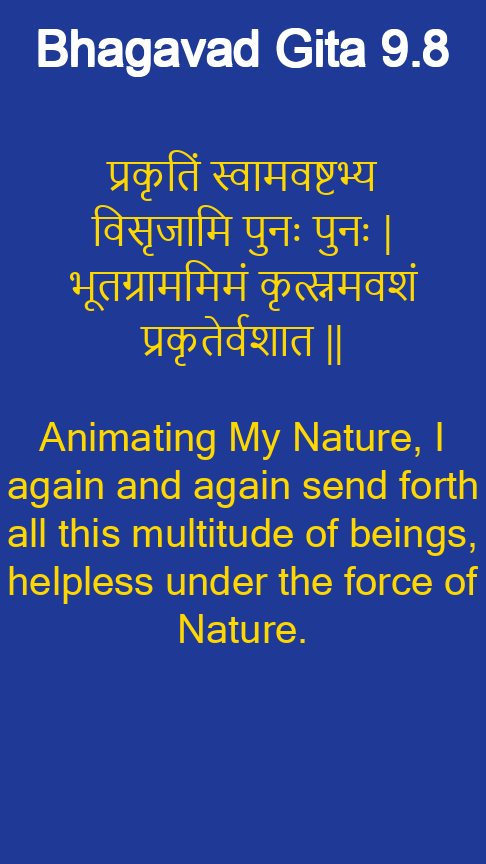 Bhagavad Gita 9.8
प्रकृतिं स्वामवष्टभ्य
विसृजामि पुनः पुनः |
भूतग्राममिमं कृत्स्नमवशं
प्रकृतेर्वशात ||
Animating My Nature, I
again and again send forth
all this multitude of beings,
helpless under the force of
Nature.